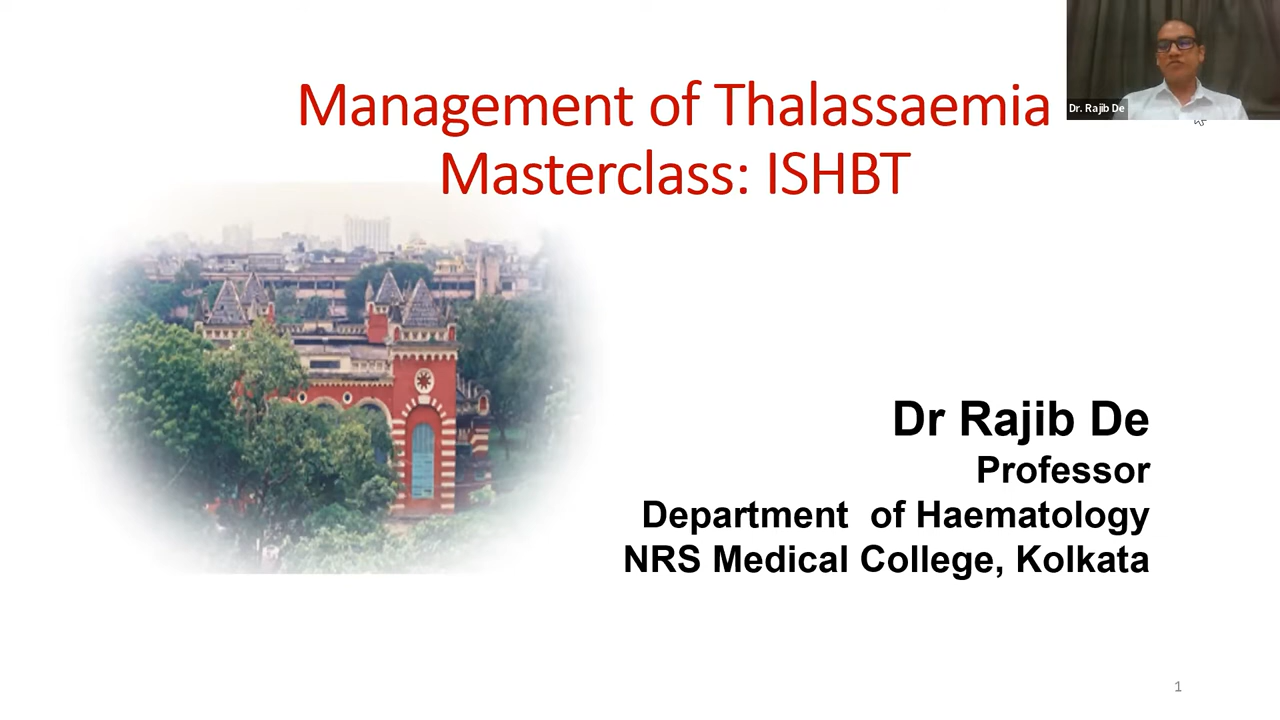 Management of Thalassaemia
Masterclass: ISHBT
Dr. Rajib De
Dr Rajib De
Professor
Department of Haematology
NRS Medical College, Kolkata
1